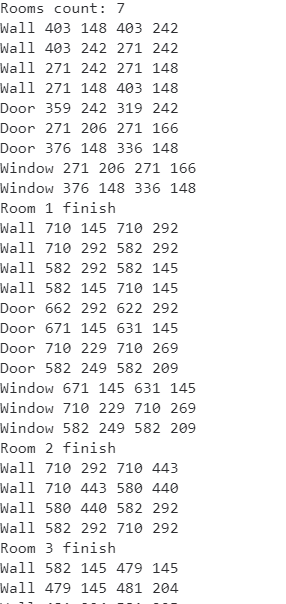 Rooms count: 7
Wall 403 148 403 242
Wall 403 242 271 242
Wall 271 242 271 148
Wall 271 148 403 148
Door 359 242 319 242
Door 271 206 271 166
Door 376 148 336 148
Window 271 206 271 166
Window 376 148 336 148
Room 1 finish
Wall 710 145 710 292
Wall 710 292 582 292
Wall 582 292 582 145
Wall 582 145 710 145
Door 662 292 622 292
Door 671 145 631 145
Door 710 229 710 269
Door 582 249 582 209
Window 671 145 631 145
Window 710 229 710 269
Window 582 249 582 209
Room 2 finish
Wall 710 292 710 443
Wall 710 443 580 440
Wall 580 440 582 292
Wall 582 292 710 292
Room 3 finish
Wall 582 145 479 145
Wall 479 145 481 204